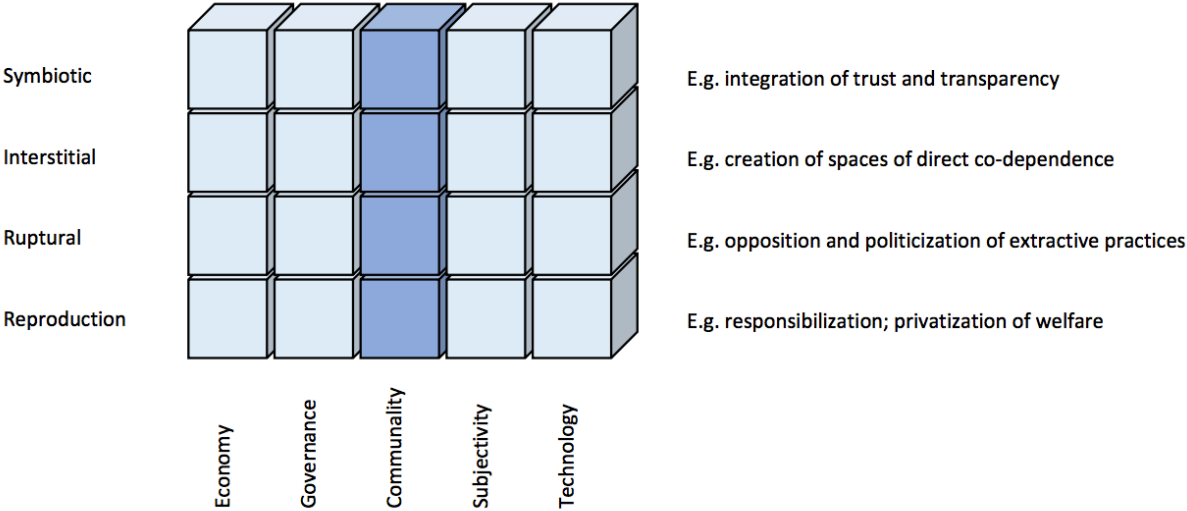 Symbiotic
E.g. integration of trust and transparency
Interstitial
E.g. creation of spaces of direct co-dependence
Ruptural
E.g. opposition and politicization of extractive practices
Reproduction
E.g. responsibilization; privatization of welfare
Economy
Governance
Communality
Subjectivity
Technology